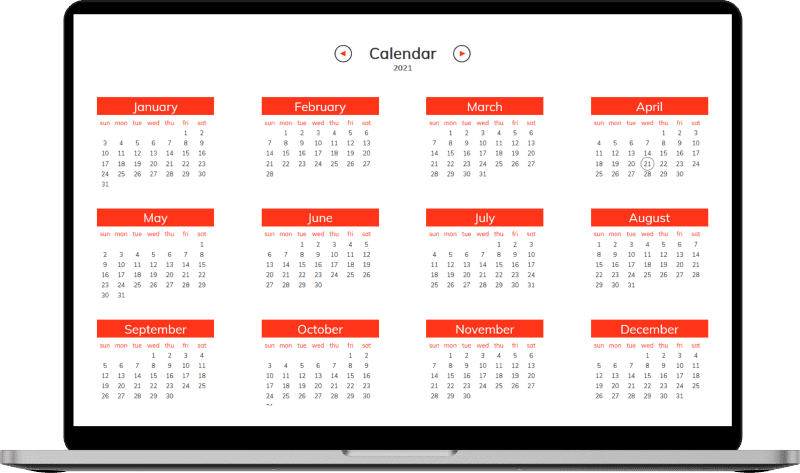 Calendar
2021
January February March April
sun mon tue wed thu fri sat sun mon tue wed thu fri sat sun mon tue wed thu fri sat sun mon tue wed thu fri sat
1 2 1 2 3 4 5 6 1 2 3 4 5 6 1 2 3
3 4 5 6 7 8 9 7 8 9 10 11 12 13 7 8 9 10 11 12 13 4 5 6 7 8 9 10
10 11 12 13 14 15 16 14 15 16 17 18 19 20 14 15 16 17 18 19 20 11 12 13 14 15 16 17
17 18 19 20 21 22 23 21 22 23 24 25 26 27 21 22 23 24 25 26 27 18 19 20 21 22 23 24
24 25 26 27 28 29 30 28 28 29 30 31 25 26 27 28 29 30
31
May June July August
sun mon tue wed thu fri sat sun mon tue wed thu fri sat sun mon tue wed thu fri sat sun mon tue wed thu fri sat
1 1 2 3 4 5 1 2 3 1 2 3 4 5 6 7
2 3 4 5 6 7 8 6 7 8 9 10 11 12 4 5 6 7 8 9 10 8 9 10 11 12 13 14
9 10 11 12 13 14 15 13 14 15 16 17 18 19 11 12 13 14 15 16 17 15 16 17 18 19 20 21
16 17 18 19 20 21 22 20 21 22 23 24 25 26 18 19 20 21 22 23 24 22 23 24 25 26 27 28
23 24 25 26 27 28 29 27 28 29 30 25 26 27 28 29 30 31 29 30 31
30 31
September October November December
sun mon tue wed thu fri sat sun mon tue wed thu fri sat sun mon tue wed thu fri sat sun mon tue wed thu fri sat
1 2 3 4 1 2 1 2 3 4 5 6 1 2 3 4
5 6 7 8 9 10 11 3 4 5 6 7 8 9 7 8 9 10 11 12 13 5 6 7 8 9 10 11
12 13 14 15 16 17 18 10 11 12 13 14 15 16 14 15 16 17 18 19 20 12 13 14 15 16 17 18
19 20 21 22 23 24 25 17 18 19 20 21 22 23 21 22 23 24 25 26 27 19 20 21 22 23 24 25
26 27 28 29 30 24 25 26 27 28 29 30 28 29 30 26 27 28 29 30 31